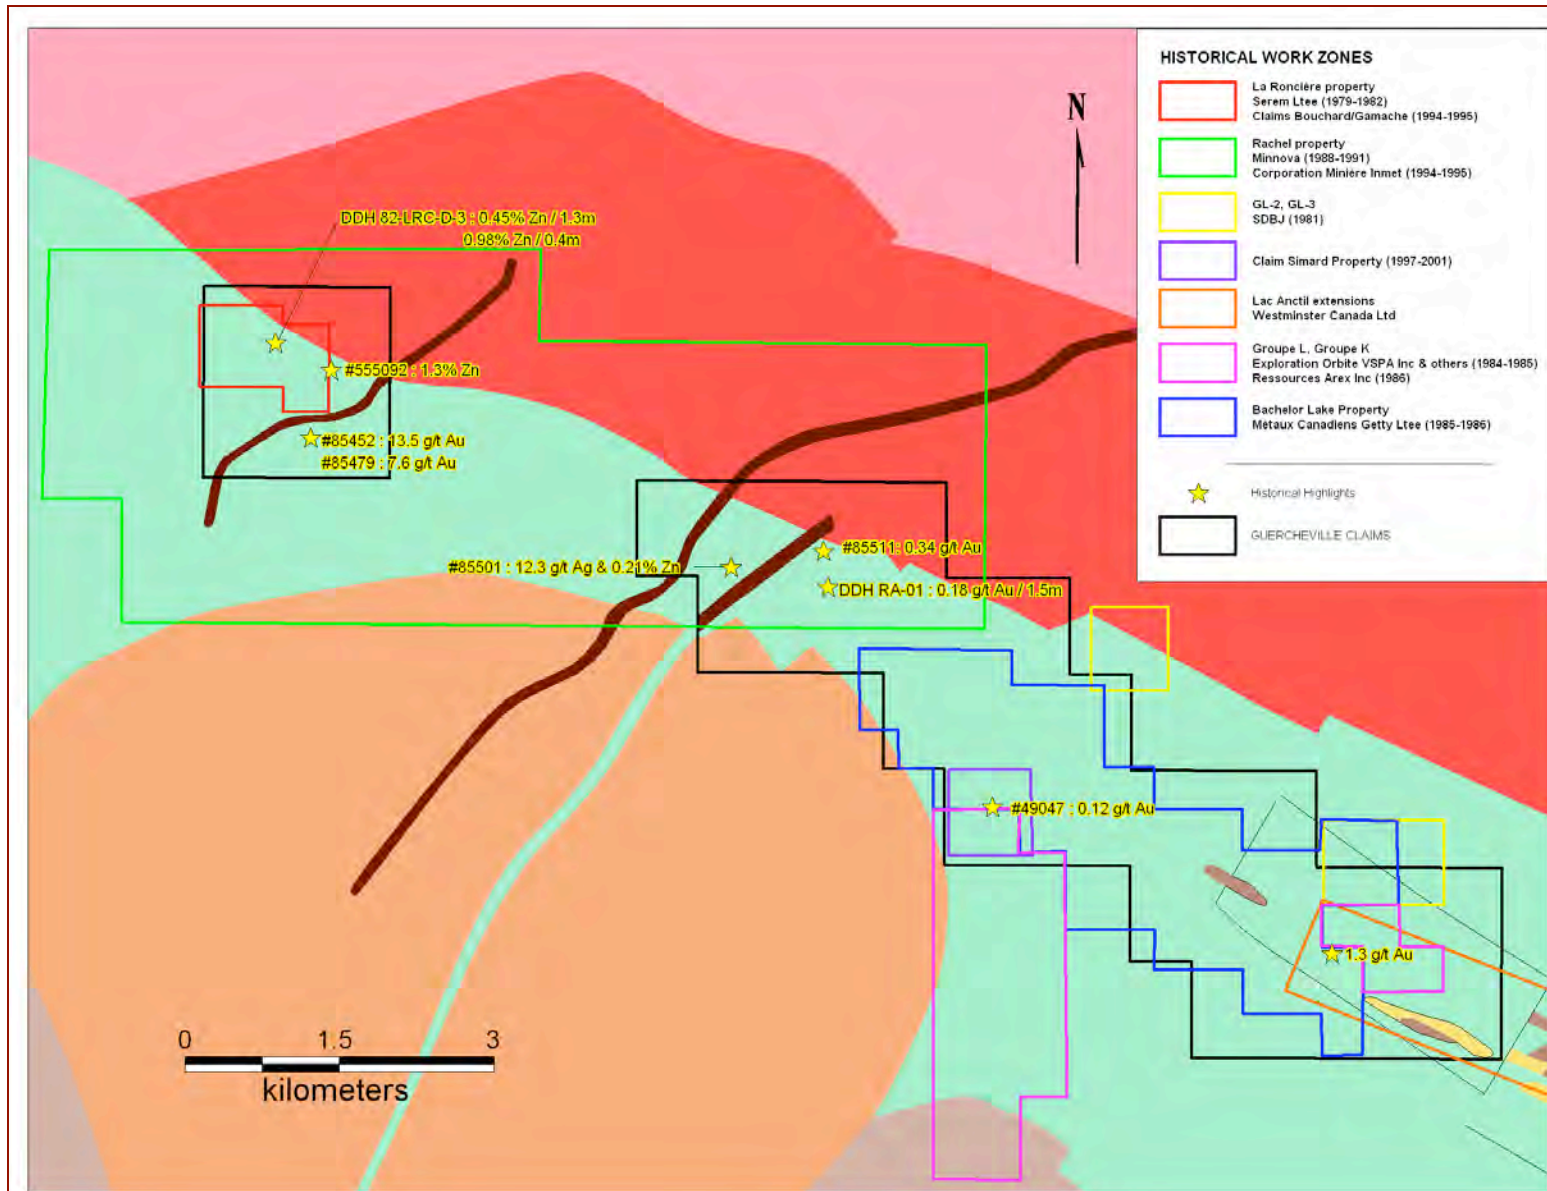 HISTORICAL WORK ZONES
La Roncière property
Serem Ltee (1979-1982)
Claims Bouchard/Gamache (1994-1995)
Rachel property
Minnova (1988-1991)
Corporation Minière Inmet (1994-1995)
GL-2, GL-3
SDBJ (1981)
Claim Simard Property (1997-2001)
Lac Anctil extensions
Westminster Canada Ltd
Groupe L, Groupe K
Exploration Orbite VSPA Inc & others (1984-1985)
Ressources Arex Inc (1986)
Bachelor Lake Property
Métaux Canadiens Getty Ltee (1985-1986)
Historical Highlights
GUERCHEVILLE CLAIMS
N
DDH 82-LRC-D-3 : 0.45% Zn / 1.3m
0.98% Zn / 0.4m
#555092 : 1.3% Zn
#85452 : 13.5 g/t Au
#85479 : 7.6 g/t Au
#85511: 0.34 g/t Au
#85501 : 12.3 g/t Ag & 0.21% Zn
DDH RA-01 : 0.18 g/t Au / 1.5m
#49047 : 0.12 g/t Au
1.3 g/t Au
0 1.5 3
kilometers